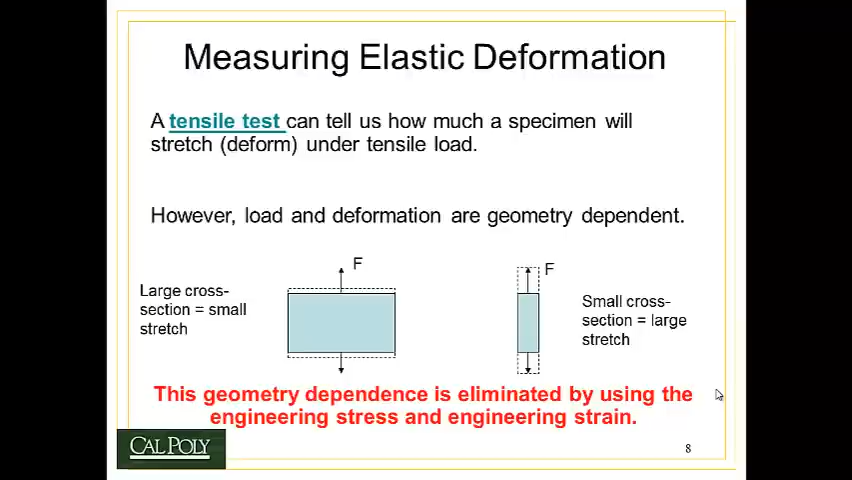 Measuring Elastic Deformation
A tensile test can tell us how much a specimen will
stretch (deform) under tensile load.
However, load and deformation are geometry dependent.
F
F
Large cross-
section = small
stretch
Small cross-
section = large
stretch
This geometry dependence is eliminated by using the
engineering stress and engineering strain.
CAL POLY
8